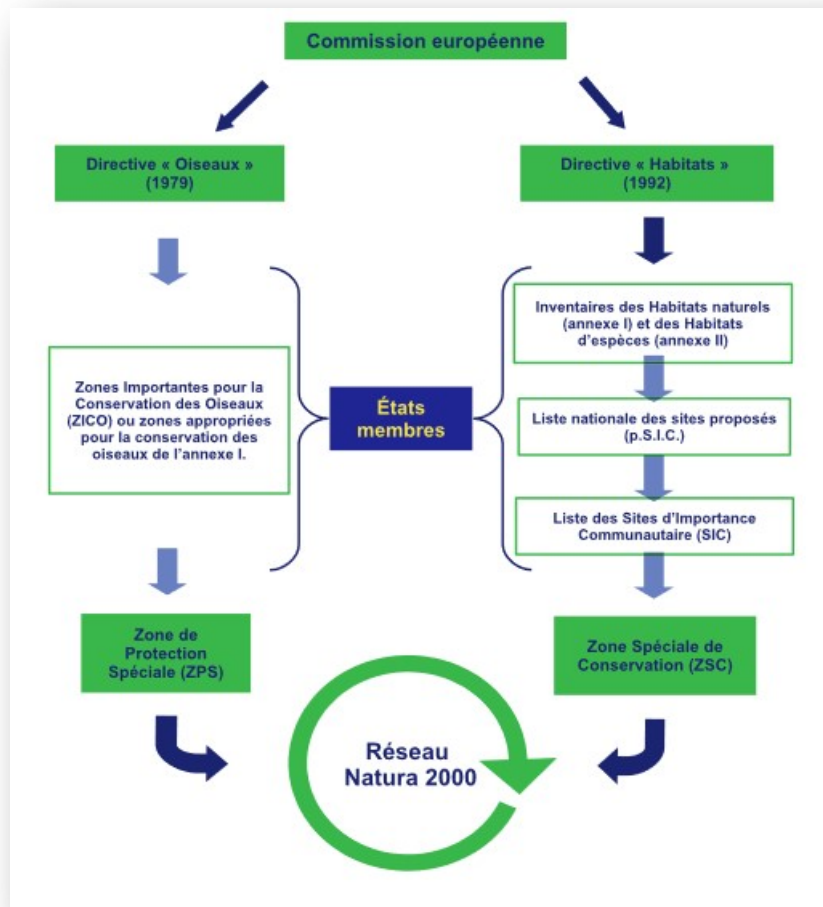 Commission européenne
Directive « Oiseaux »
(1979)
Directive « Habitats »
(1992)
Zones Importantes pour la
Conservation des Oiseaux
(ZICO) ou zones appropriées
pour la conservation des
oiseaux de l'annexe I.
États
membres
Inventaires des Habitats naturels
(annexe I) et des Habitats
d'espèces (annexe II)
Liste nationale des sites proposés
(p.S.I.C.)
Liste des Sites d'Importance
Communautaire (SIC)
Zone de
Protection
Spéciale (ZPS)
Zone Spéciale de
Conservation (ZSC)
Réseau
Natura 2000